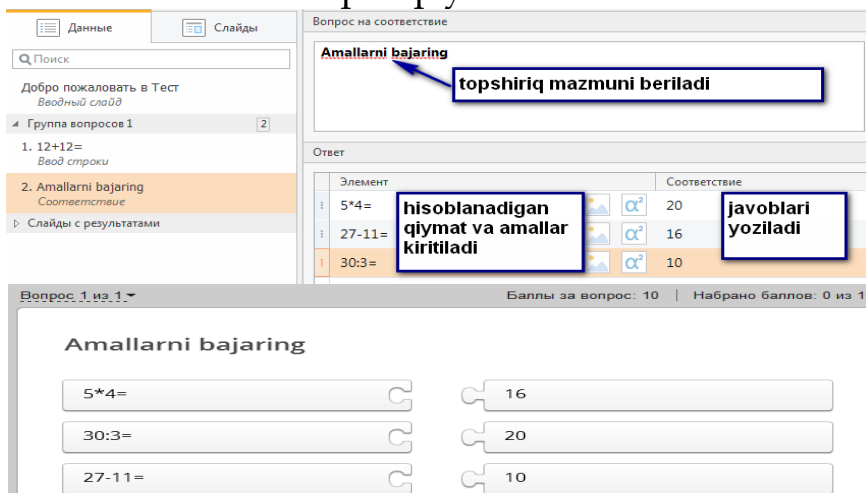 Данные
Слайды
Поиск
Добро пожаловать в Тест
Вводный слайд
Группа вопросов 1
2
1. 12+12=
Ввод строки
2. Amallarni bajaring
Соответствие
Слайды с результатами
Вопрос на соответствие
Amallarni bajaring
topshiriq mazmuni beriladi
Ответ
Элемент Соответствие
5*4= 20
27-11= 16
30:3= 10
hisoblanadigan
qiymat va amallar
kiritiladi
javoblari
yoziladi
Вопрос 1 из 1
Баллы за вопрос: 10 | Набрано баллов: 0 из 1
Amallarni bajaring
5*4= 16
30:3= 20
27-11= 10